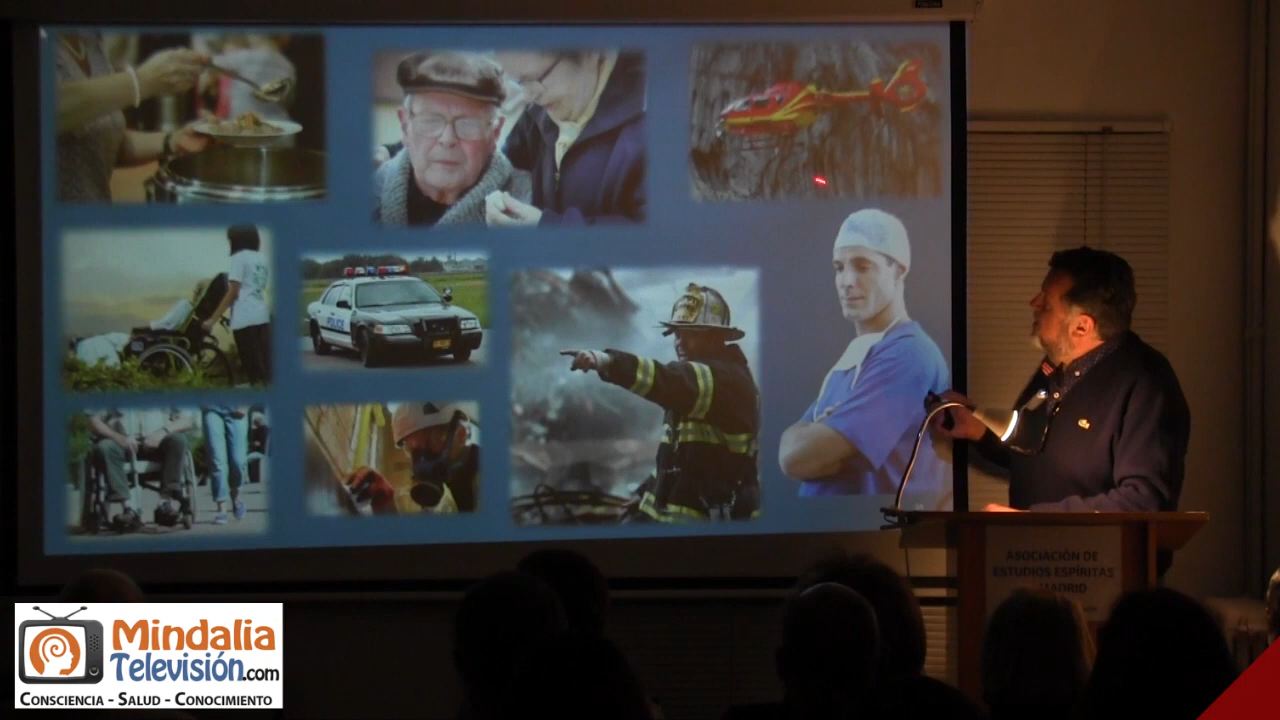 POLICE
ASOCIACIÓN DE
ESTUDIOS ESPÍRITAS
MADRID
Mindalia
Televisión.com
CONSCIENCIA - SALUD - CONOCIMIENTO